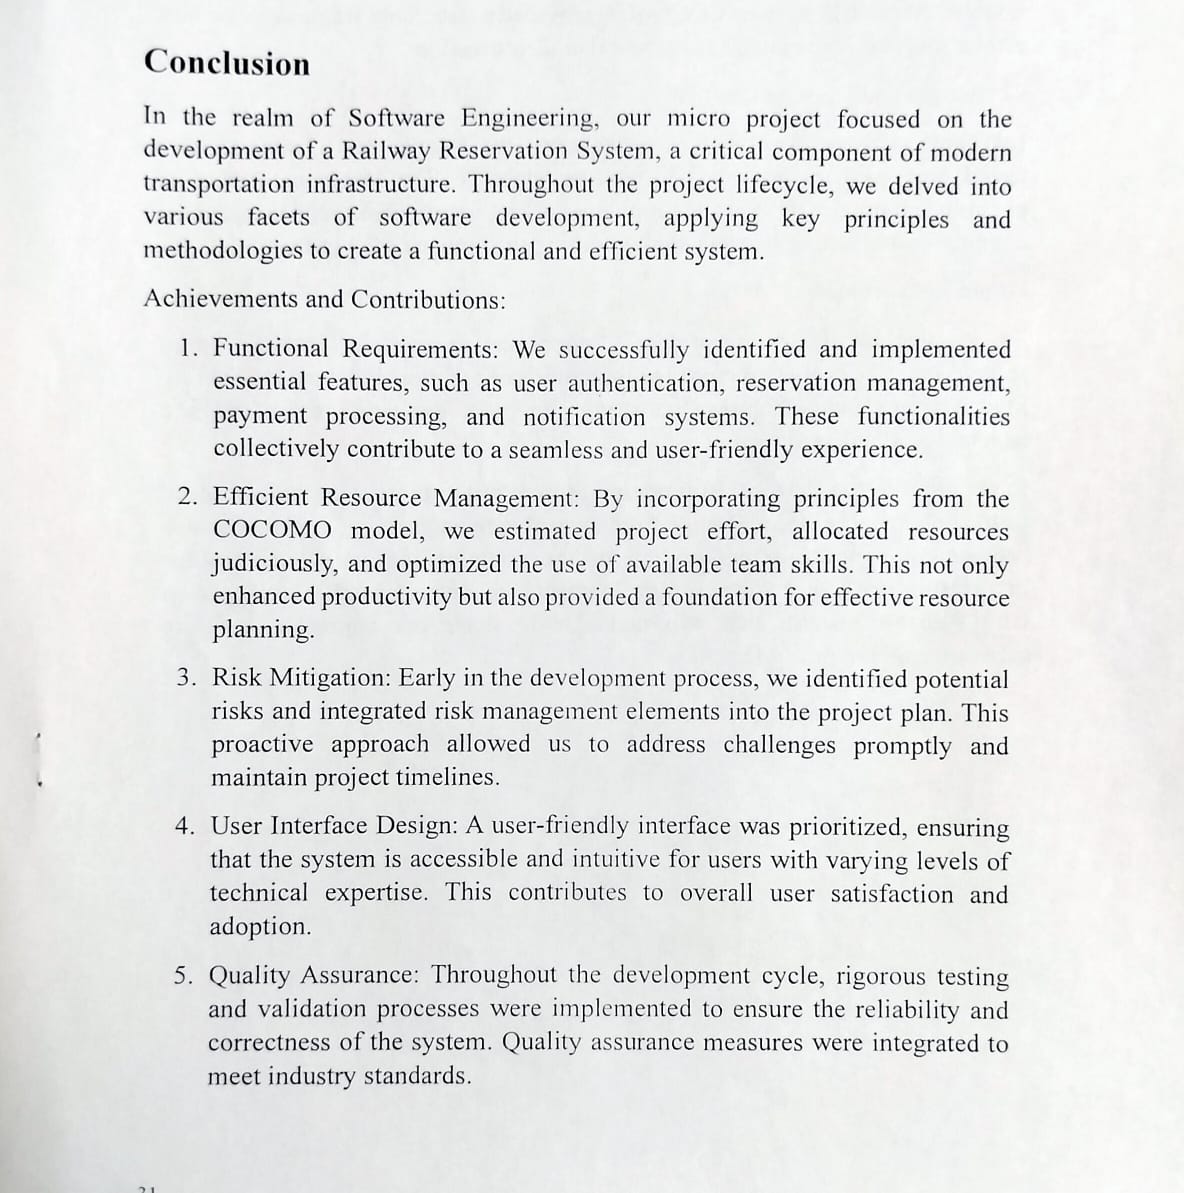 Conclusion
In the realm of Software Engineering, our micro project focused on the
development of a Railway Reservation System, a critical component of modern
transportation infrastructure. Throughout the project lifecycle, we delved into
various facets of software development, applying key principles and
methodologies to create a functional and efficient system.
Achievements and Contributions:
1. Functional Requirements: We successfully identified and implemented
essential features, such as user authentication, reservation management,
payment processing, and notification systems. These functionalities
collectively contribute to a seamless and user-friendly experience.
2. Efficient Resource Management: By incorporating principles from the
COCOMO model, we estimated project effort, allocated resources
judiciously, and optimized the use of available team skills. This not only
enhanced productivity but also provided a foundation for effective resource
planning.
3. Risk Mitigation: Early in the development process, we identified potential
risks and integrated risk management elements into the project plan. This
proactive approach allowed us to address challenges promptly and
maintain project timelines.
4. User Interface Design: A user-friendly interface was prioritized, ensuring
that the system is accessible and intuitive for users with varying levels of
technical expertise. This contributes to overall user satisfaction and
adoption.
5. Quality Assurance: Throughout the development cycle, rigorous testing
and validation processes were implemented to ensure the reliability and
correctness of the system. Quality assurance measures were integrated to
meet industry standards.